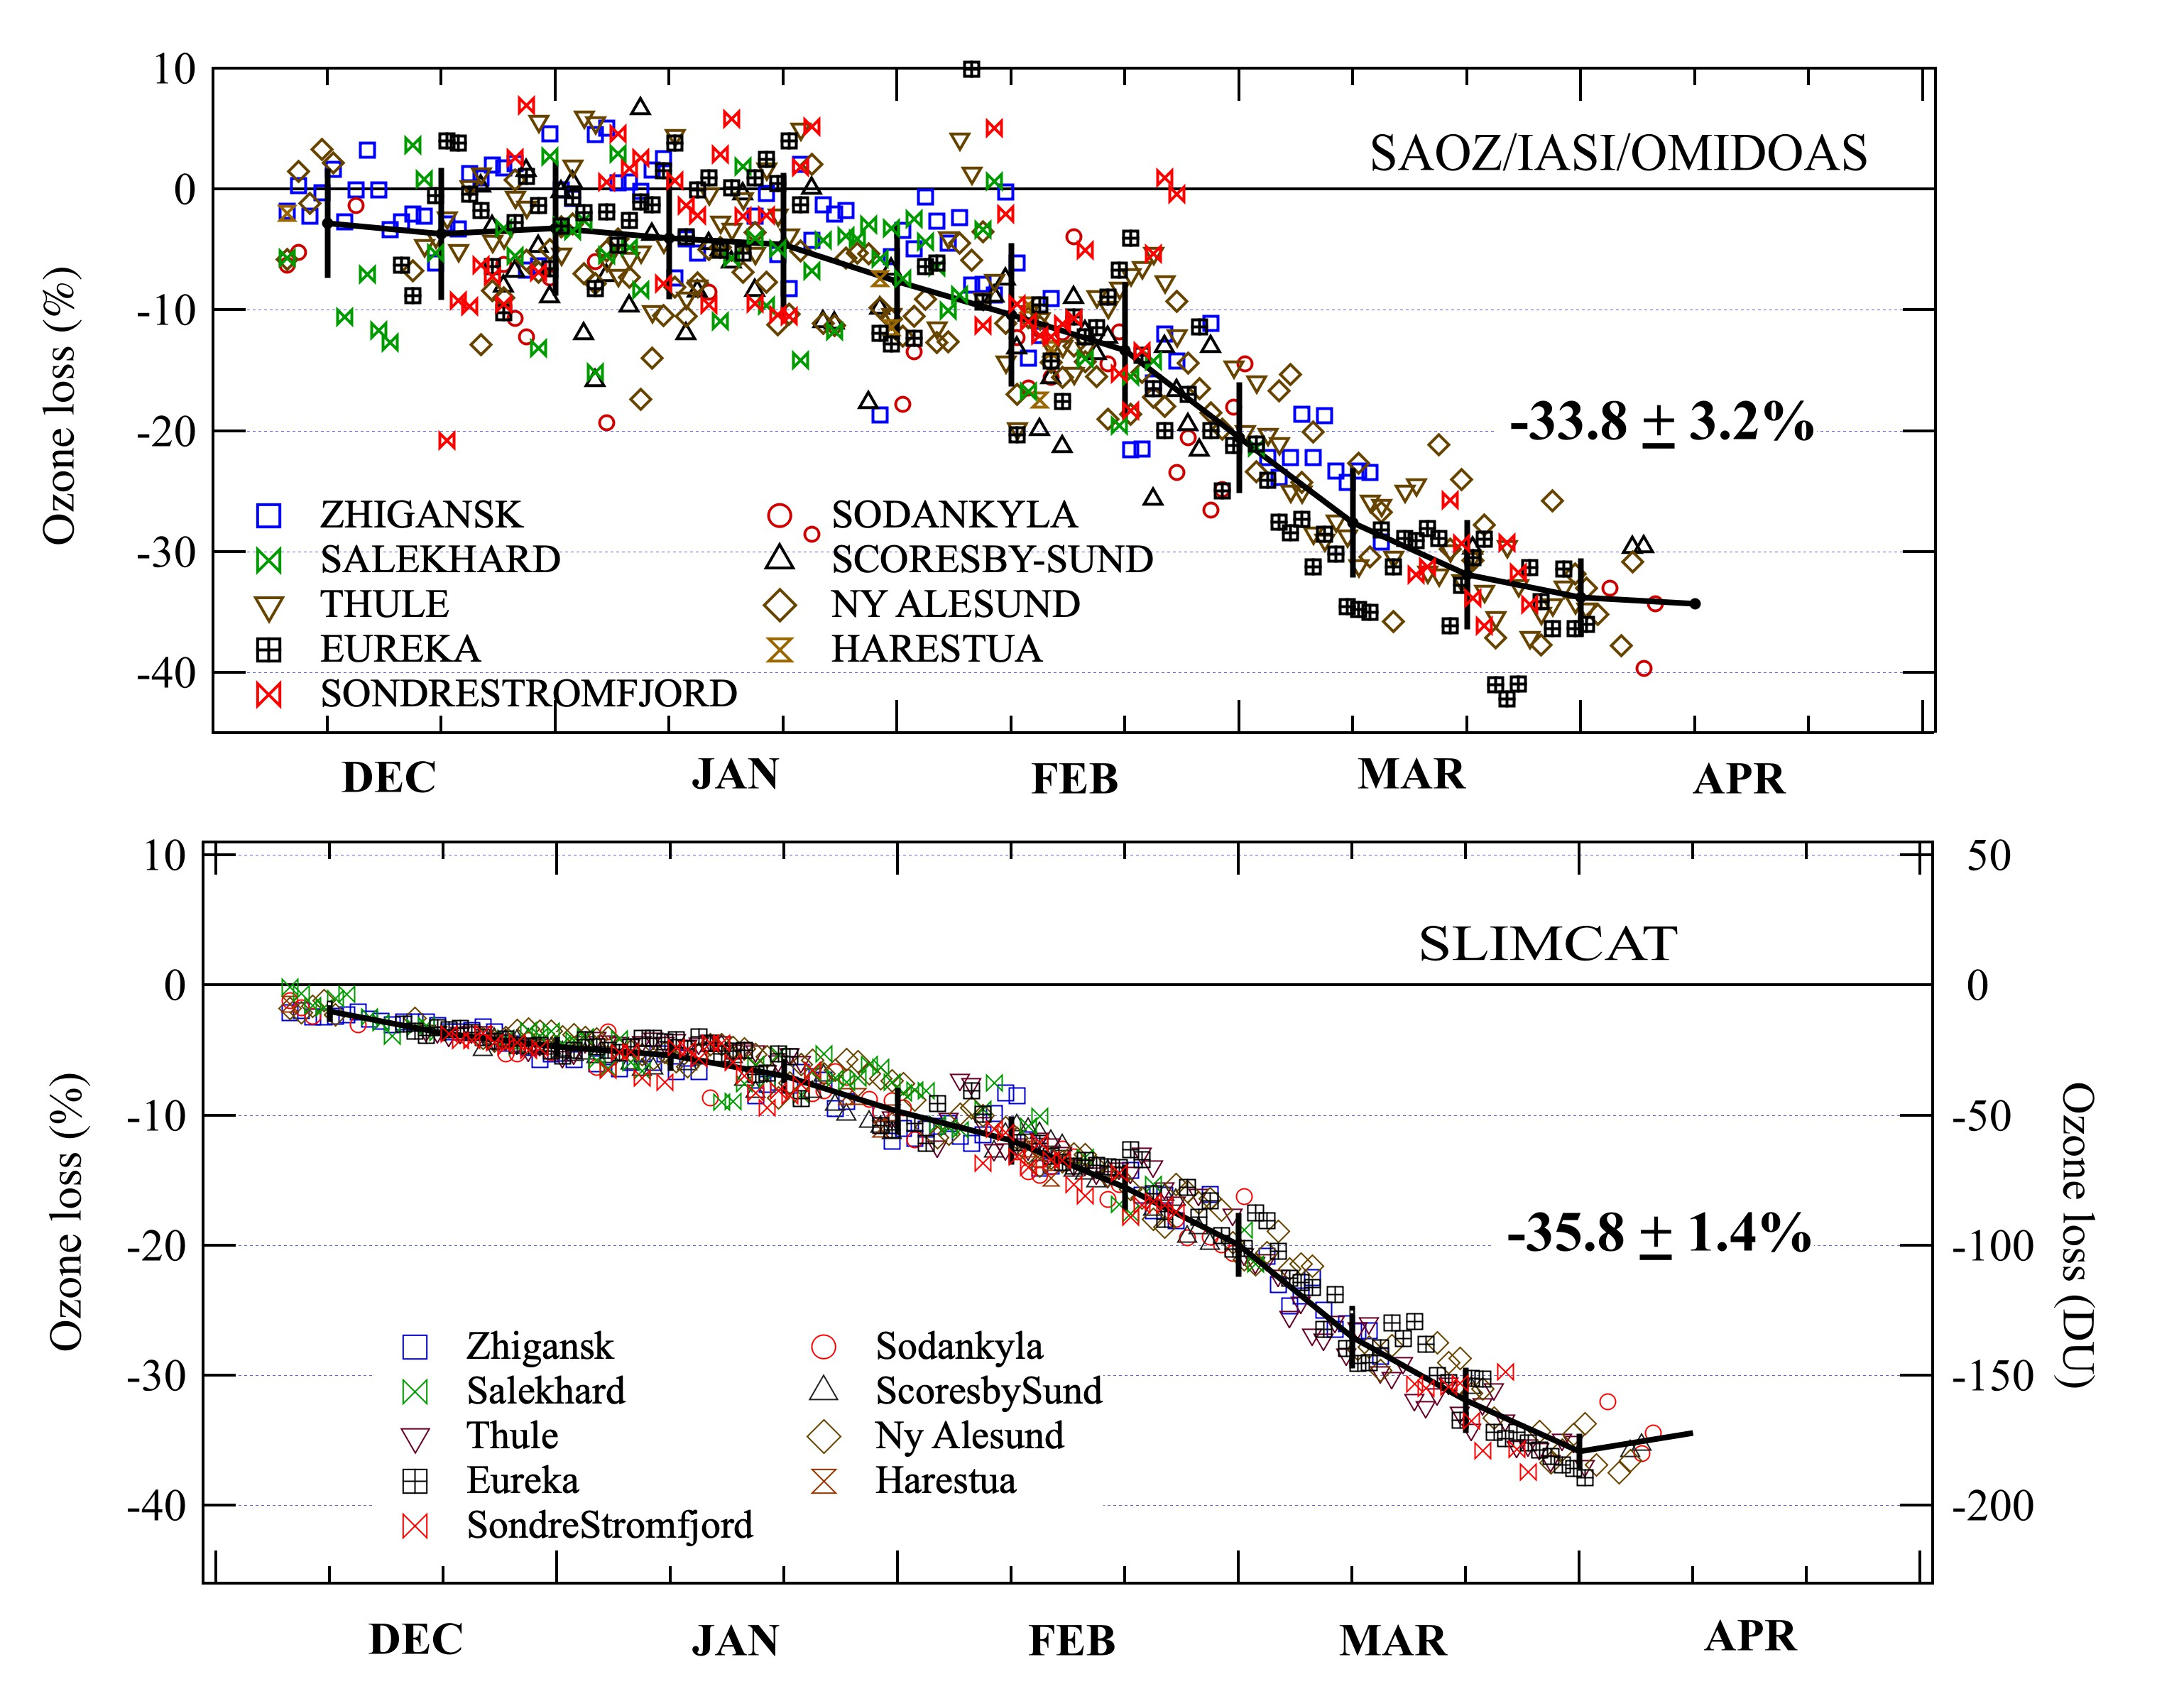 10
0
-10
-20
-30
-40
Ozone loss (%)
SAOZ/IASI/OMIDOAS
-33.8 ± 3.2%
ZHIGANSK
SALEKHARD
THULE
EUREKA
SONDRESTROMFJORD
SODANKYLA
SCORESBY-SUND
NY ALESUND
HARESTUA
DEC JAN FEB MAR APR
10
0
-10
-20
-30
-40
Ozone loss (%)
SLIMCAT
-35.8 ± 1.4%
Zhigansk
Salekhard
Thule
Eureka
SondreStromfjord
Sodankyla
ScoresbySund
Ny Alesund
Harestua
50
0
-50
-100
-150
-200
Ozone loss (DU)
DEC JAN FEB MAR APR